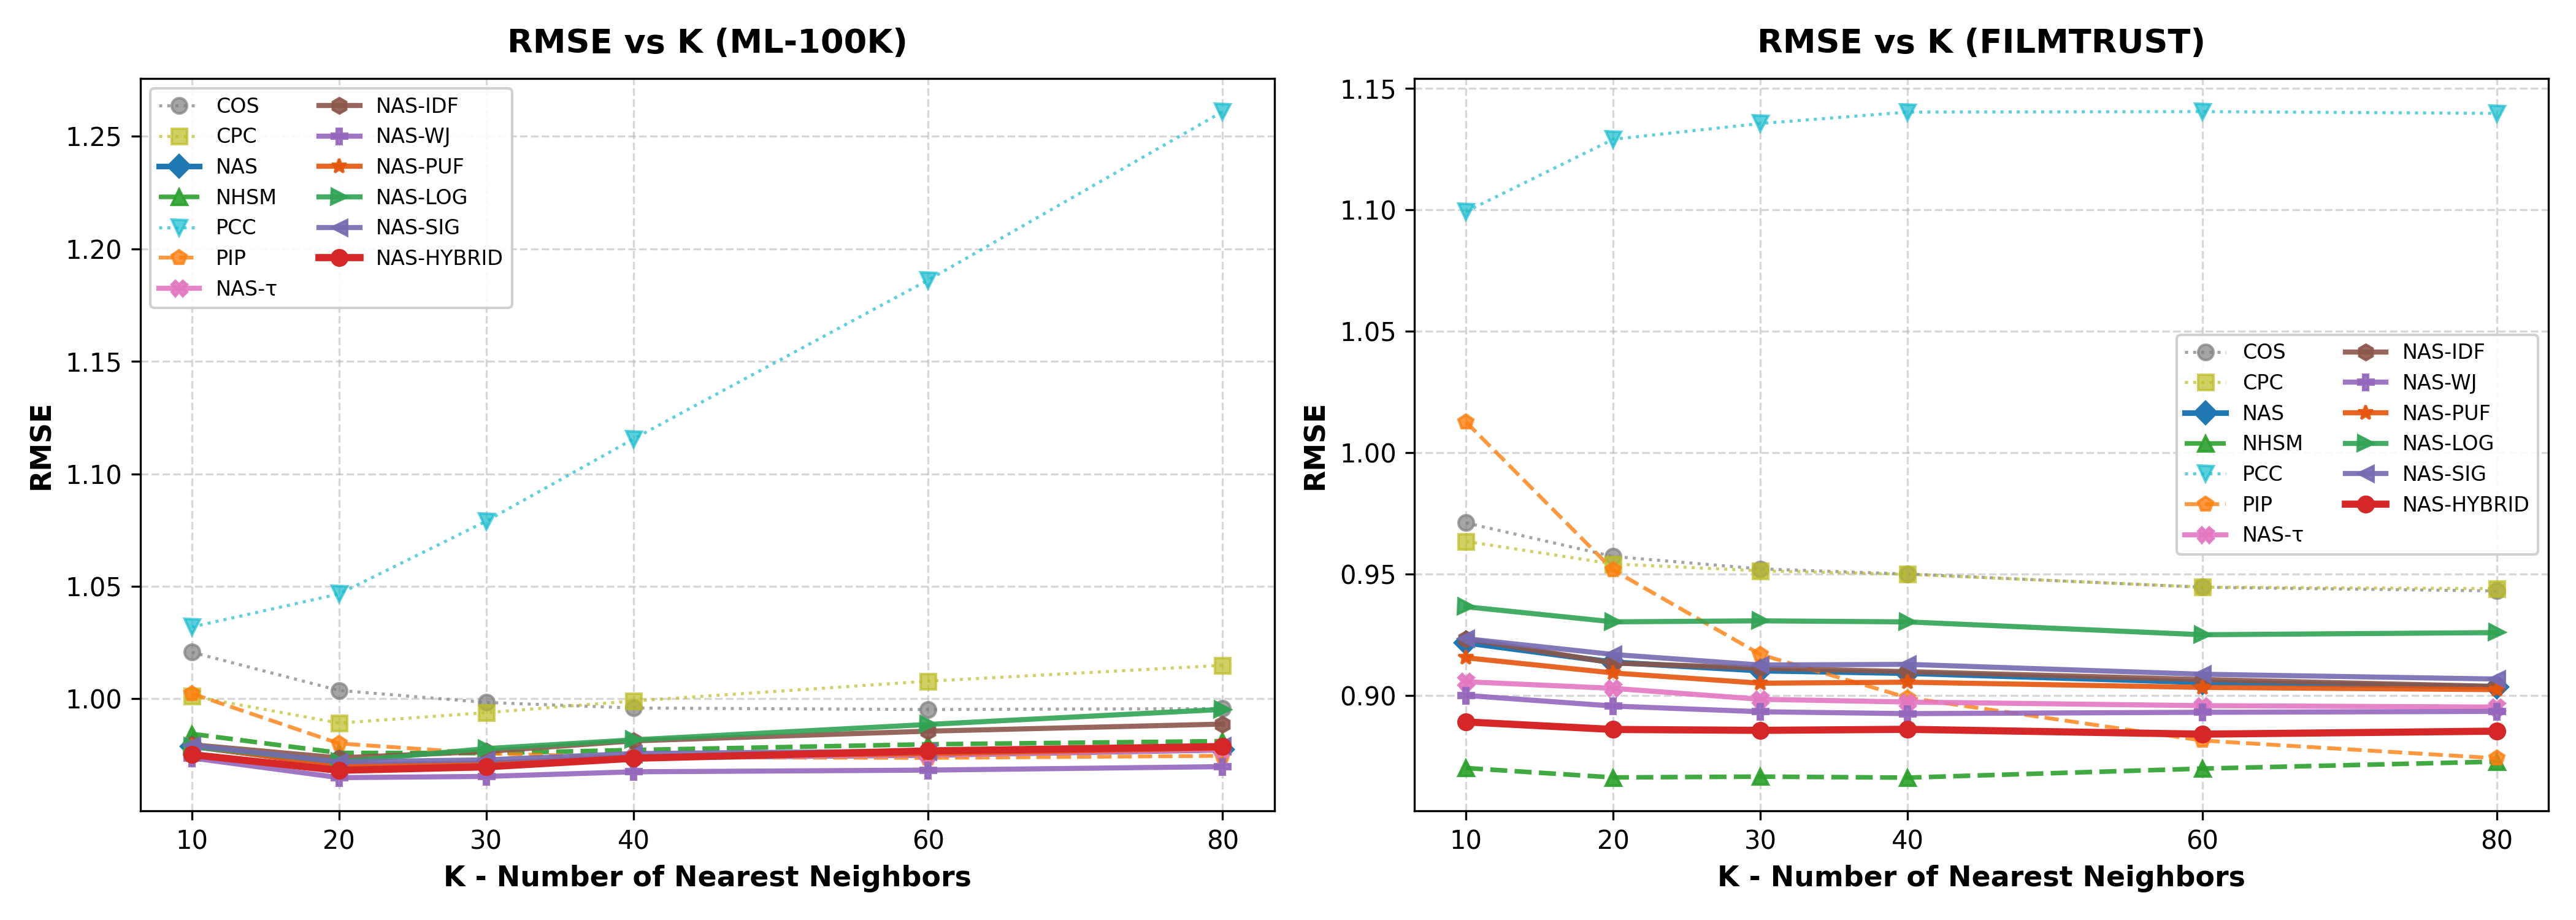 RMSE vs K (ML-100K)
RMSE
1.25
1.20
1.15
1.10
1.05
1.00
COS
CPC
NAS
NHSM
PCC
PIP
NAS-τ
NAS-IDF
NAS-WJ
NAS-PUF
NAS-LOG
NAS-SIG
NAS-HYBRID
10 20 30 40 60 80
K - Number of Nearest Neighbors
RMSE vs K (FILMTRUST)
RMSE
1.15
1.10
1.05
1.00
0.95
0.90
COS
CPC
NAS
NHSM
PCC
PIP
NAS-τ
NAS-IDF
NAS-WJ
NAS-PUF
NAS-LOG
NAS-SIG
NAS-HYBRID
10 20 30 40 60 80
K - Number of Nearest Neighbors